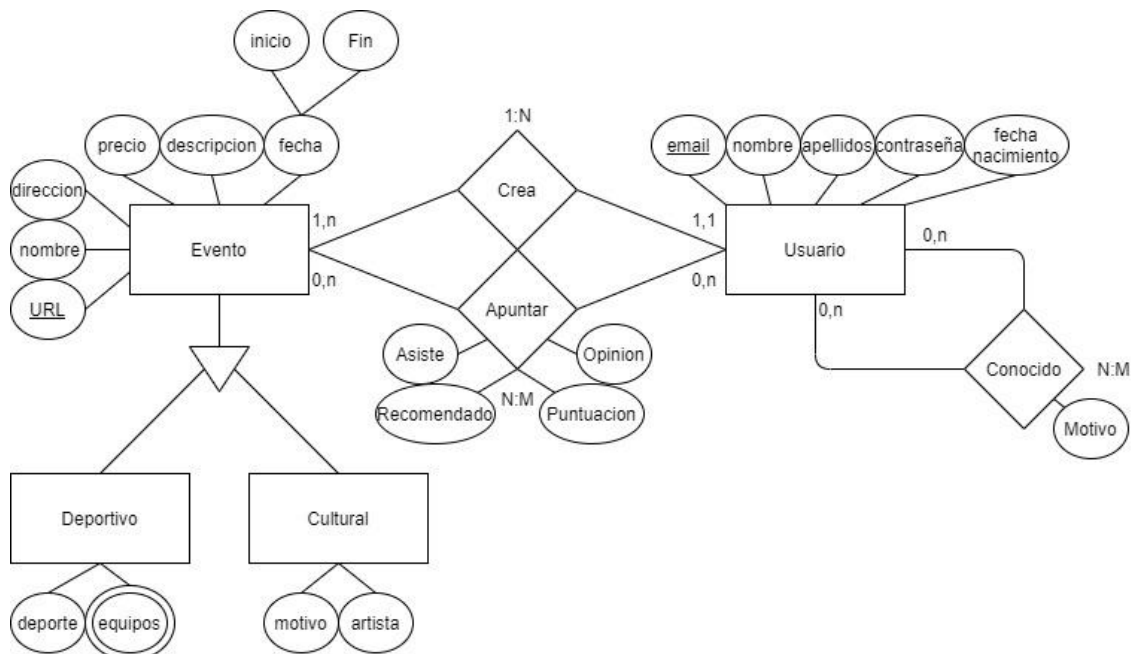 inicio
Fin
1:N
precio
descripcion
fecha
email
nombre
apellidos
contraseña
fecha
nacimiento
direccion
Crea
nombre
Evento
1,n
0,n
1,1
0,n
Usuario
0,n
0,n
URL
Apuntar
Asiste
Opinion
Recomendado
N:M
Puntuacion
Conocido
N:M
Motivo
Deportivo
Cultural
deporte
equipos
motivo
artista